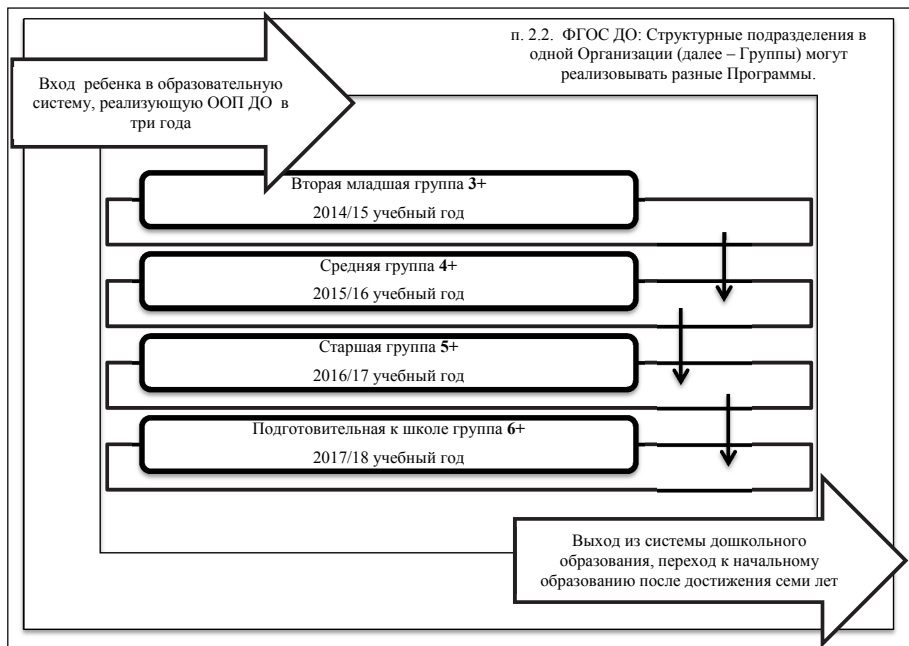 п. 2.2. ФГОС ДО: Структурные подразделения в
одной Организации (далее – Группы) могут
реализовывать разные Программы.
Вход ребенка в образовательную
систему, реализующую ООП ДО в
три года
Вторая младшая группа 3+
2014/15 учебный год
Средняя группа 4+
2015/16 учебный год
Старшая группа 5+
2016/17 учебный год
Подготовительная к школе группа 6+
2017/18 учебный год
Выход из системы дошкольного
образования, переход к начальному
образованию после достижения семи лет